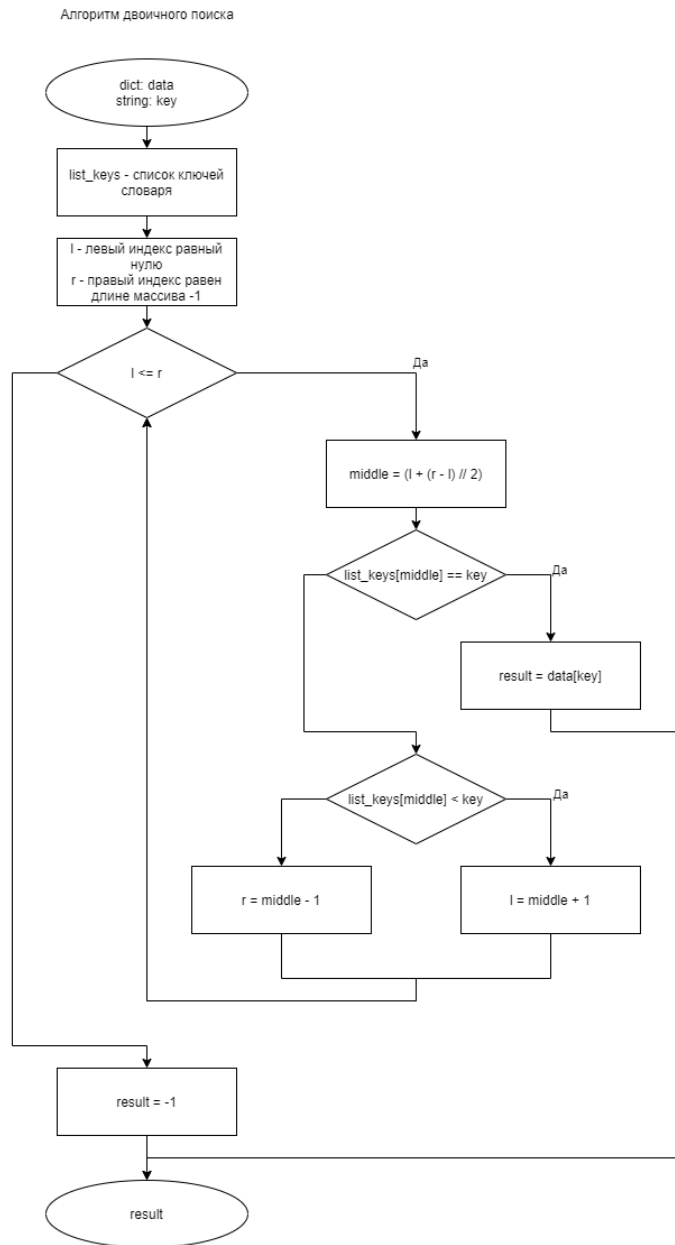 Алгоритм двоичного поиска
dict: data
string: key
list_keys - список ключей
словаря
l - левый индекс равный
нулю
r - правый индекс равен
длине массива -1
l <= r
Да
middle = (l + (r - l) // 2)
list_keys[middle] == key
Да
result = data[key]
list_keys[middle] < key
Да
r = middle - 1
l = middle + 1
result = -1
result